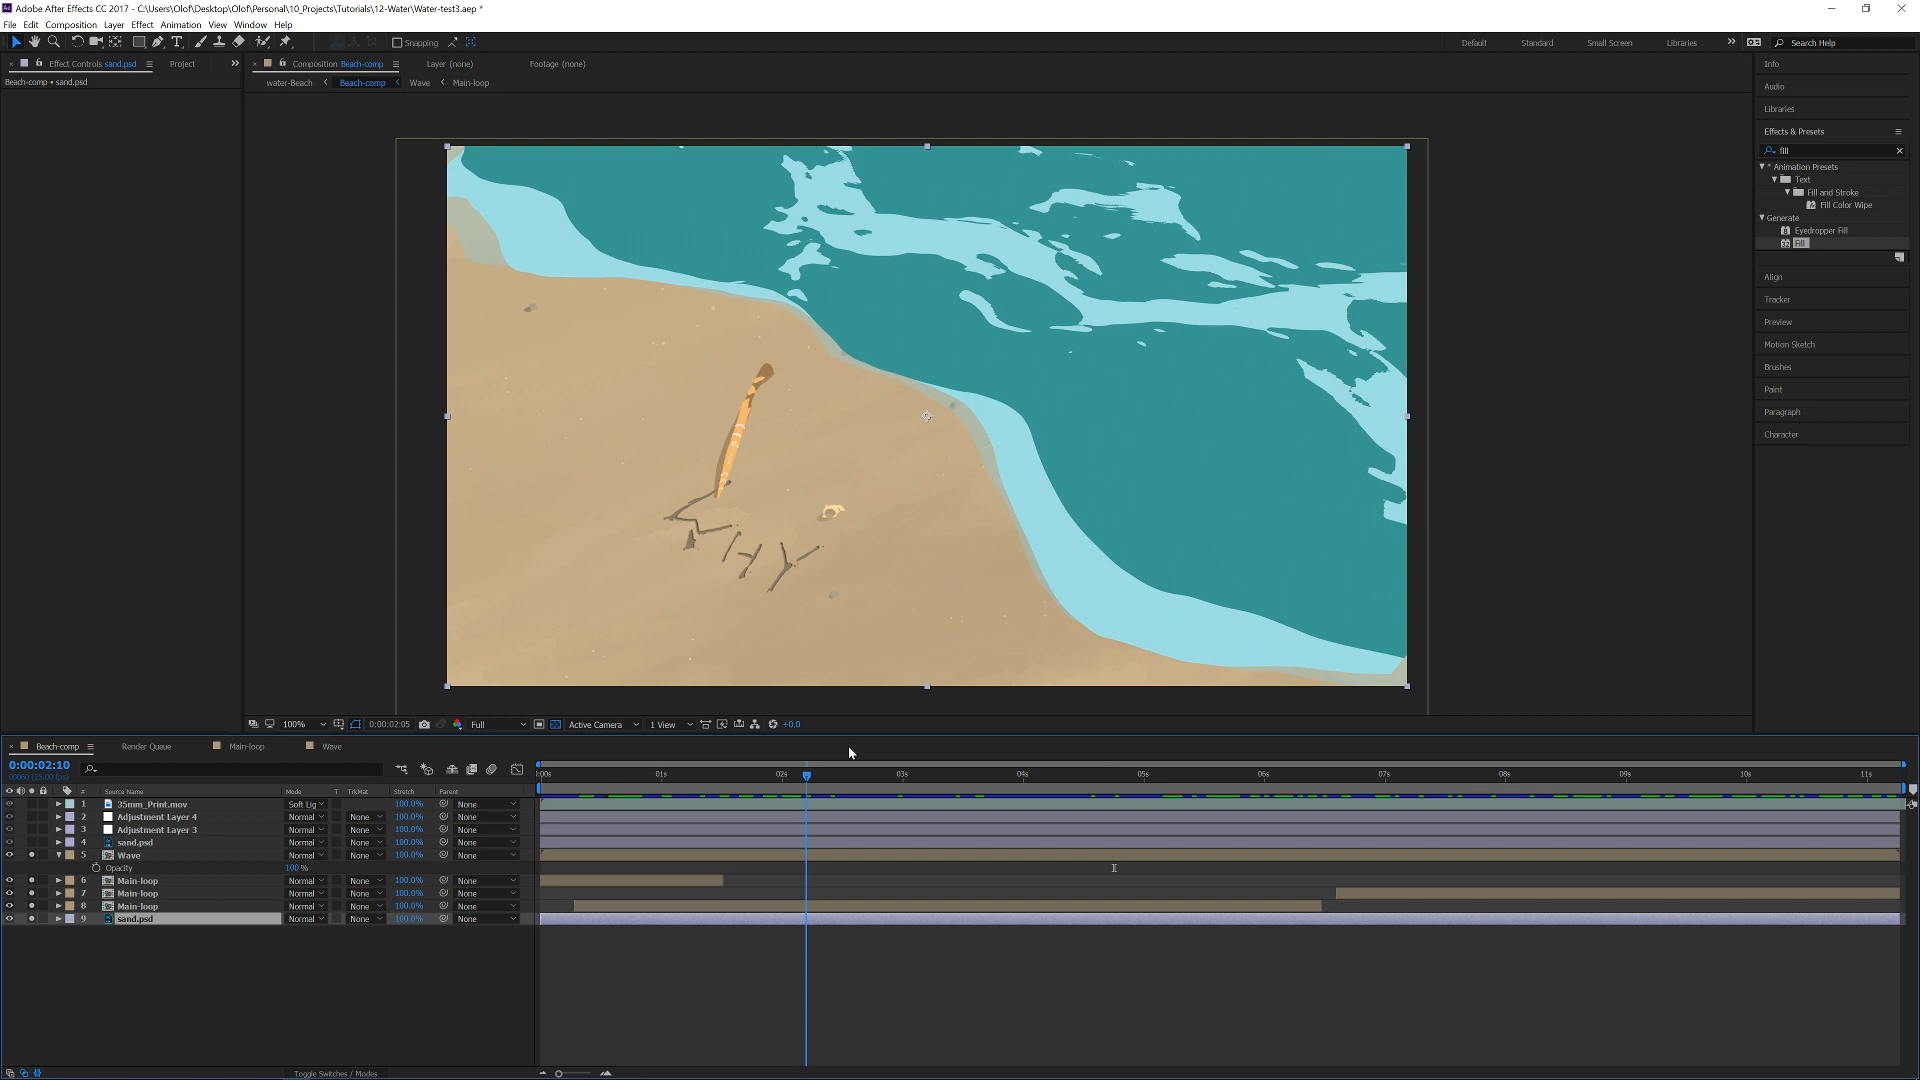 Adobe After Effects CC 2017 - C:\Users\Olof\Desktop\Olof\Personal\10_Projects\Tutorials\12-Water\Water-test3.aep *
File Edit Composition Layer Effect Animation View Window Help
Snapping
Default Standard Small Screen Libraries Search Help
Effect Controls sand.psd Project
Composition Beach-comp Layer (none) Footage (none)
Beach-comp • sand.psd
water-Beach Beach-comp Wave Main-loop
Info
Audio
Libraries
Effects & Presets
fill
* Animation Presets
Text
Fill and Stroke
Fill Color Wipe
Generate
Eyedropper Fill
Fill
Align
Tracker
Preview
Motion Sketch
Brushes
Paint
Paragraph
Character
100% 0:00:02:05 Full Active Camera 1 View +0.0
Beach-comp Render Queue Main-loop Wave
0:00:02:10
00060 (25.00 fps)
:00s 01s 02s 03s 04s 05s 06s 07s 08s 09s 10s 11s
# Source Name Mode T TrkMat Stretch Parent
1 35mm_Print.mov Soft Lig 100.0% None
2 Adjustment Layer 4 Normal None 100.0% None
3 Adjustment Layer 3 Normal None 100.0% None
4 sand.psd Normal None 100.0% None
5 Wave Normal None 100.0% None
Opacity 100 %
6 Main-loop Normal None 100.0% None
7 Main-loop Normal None 100.0% None
8 Main-loop Normal None 100.0% None
9 sand.psd Normal None 100.0% None
Toggle Switches / Modes